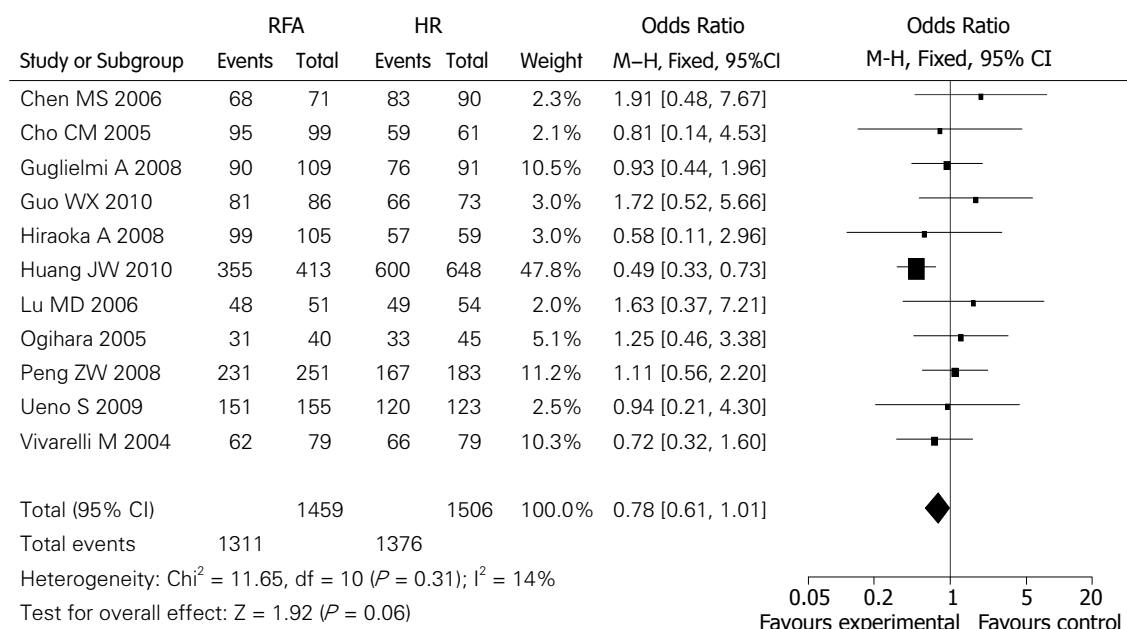 RFA HR Odds Ratio Odds Ratio
Study or Subgroup Events Total Events Total Weight M–H, Fixed, 95%CI M-H, Fixed, 95% CI
Chen MS 2006 68 71 83 90 2.3% 1.91 [0.48, 7.67]
Cho CM 2005 95 99 59 61 2.1% 0.81 [0.14, 4.53]
Guglielmi A 2008 90 109 76 91 10.5% 0.93 [0.44, 1.96]
Guo WX 2010 81 86 66 73 3.0% 1.72 [0.52, 5.66]
Hiraoka A 2008 99 105 57 59 3.0% 0.58 [0.11, 2.96]
Huang JW 2010 355 413 600 648 47.8% 0.49 [0.33, 0.73]
Lu MD 2006 48 51 49 54 2.0% 1.63 [0.37, 7.21]
Ogihara 2005 31 40 33 45 5.1% 1.25 [0.46, 3.38]
Peng ZW 2008 231 251 167 183 11.2% 1.11 [0.56, 2.20]
Ueno S 2009 151 155 120 123 2.5% 0.94 [0.21, 4.30]
Vivarelli M 2004 62 79 66 79 10.3% 0.72 [0.32, 1.60]
Total (95% CI) 1459 1506 100.0% 0.78 [0.61, 1.01]
Total events 1311 1376
Heterogeneity: Chi² = 11.65, df = 10 (P = 0.31); I² = 14%
Test for overall effect: Z = 1.92 (P = 0.06)
0.05 0.2 1 5 20
Favours experimental Favours control